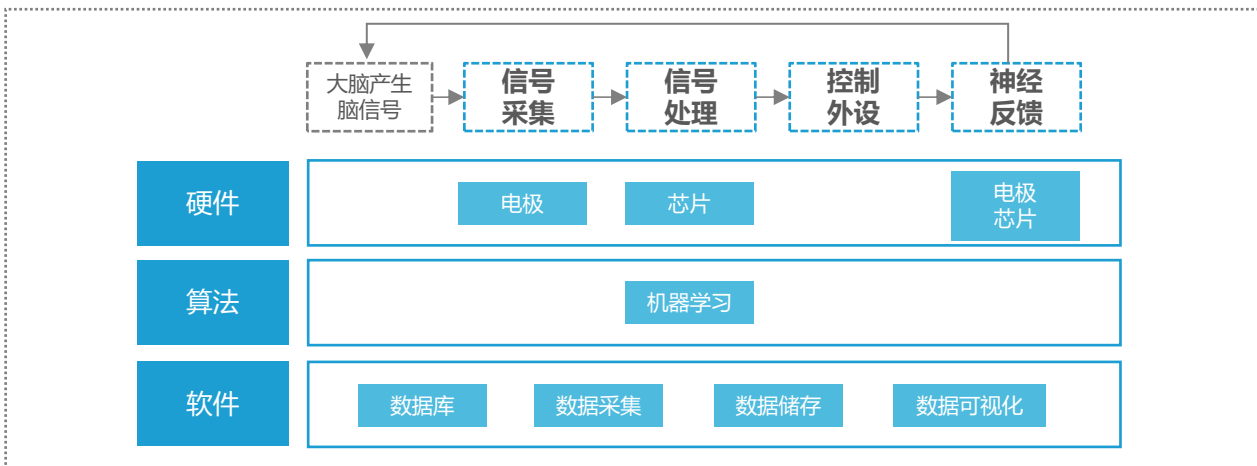 大脑产生
脑信号
信号
采集
信号
处理
控制
外设
神经
反馈
硬件
电极
芯片
电极
芯片
算法
机器学习
软件
数据库
数据采集
数据储存
数据可视化